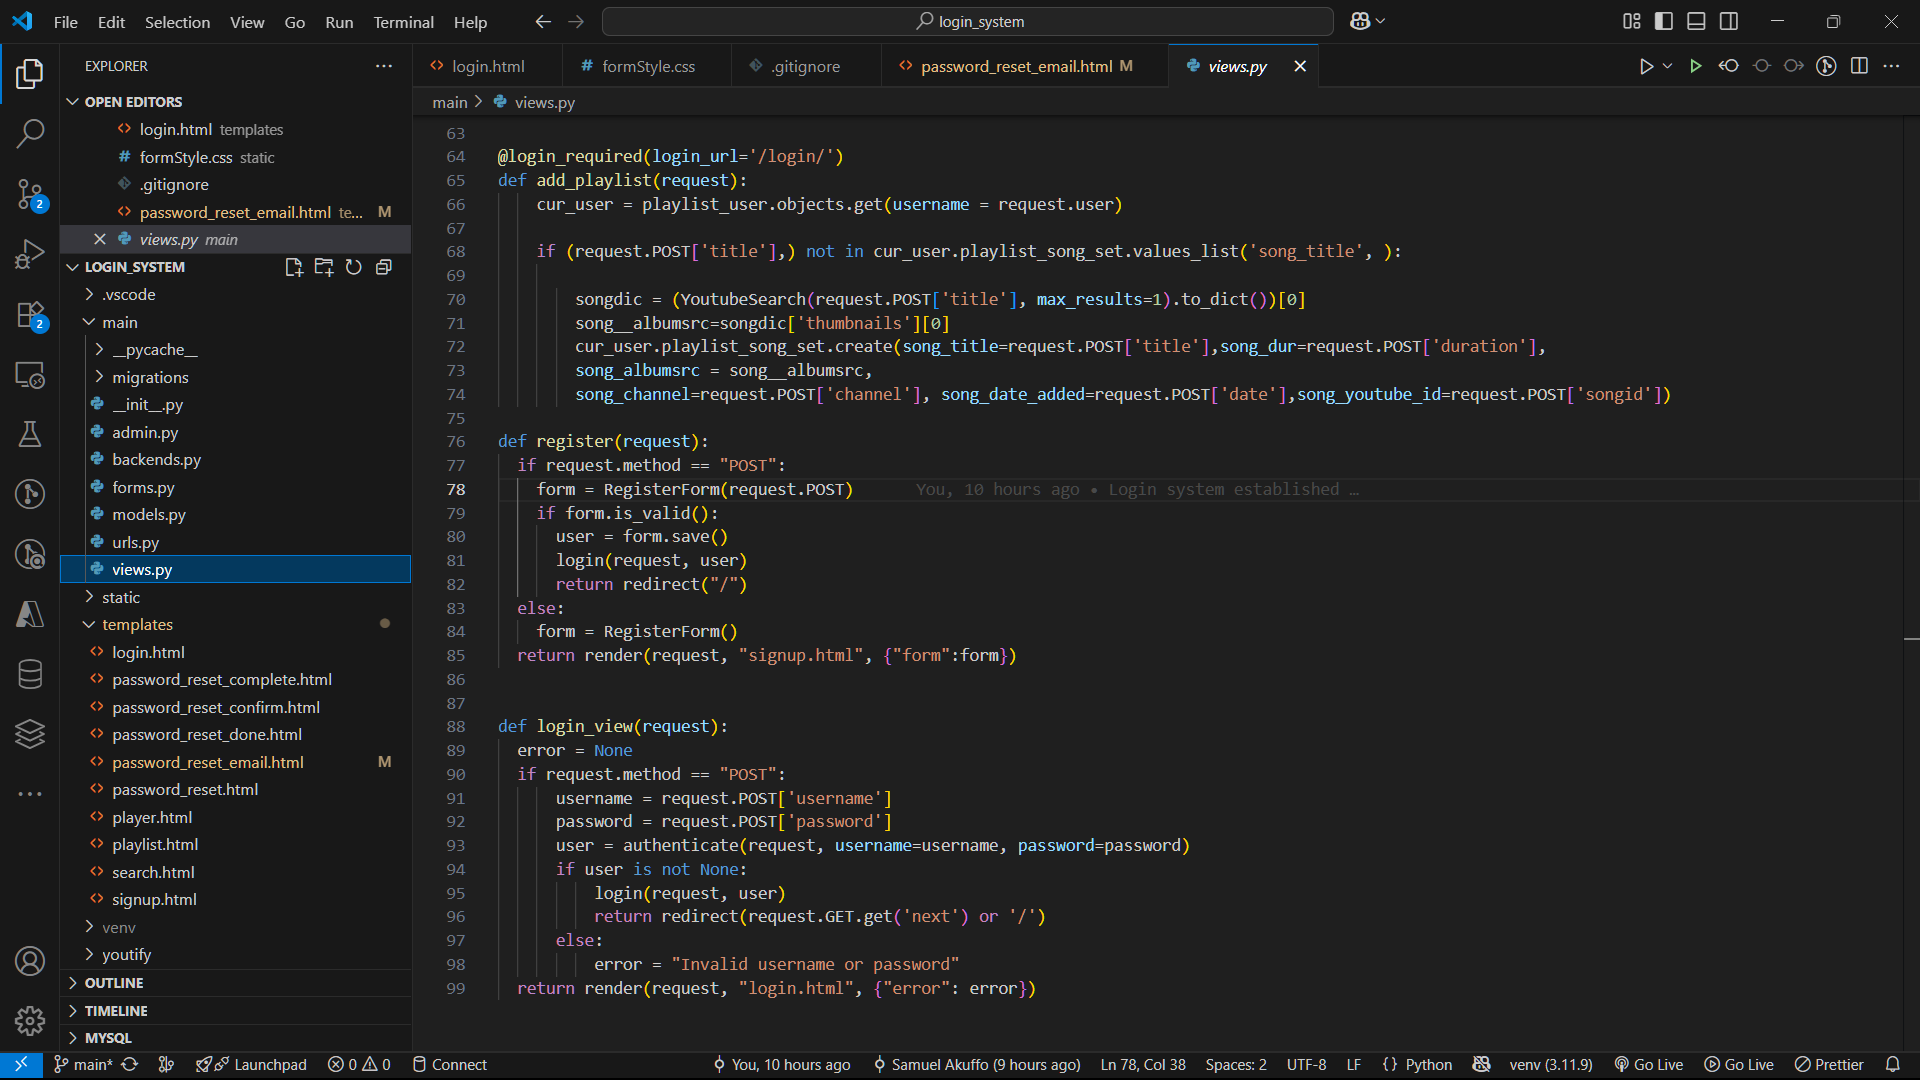 File Edit Selection View Go Run Terminal Help
login_system
EXPLORER
OPEN EDITORS
login.html templates
formStyle.css static
.gitignore
password_reset_email.html te... M
views.py main
LOGIN_SYSTEM
.vscode
main
__pycache__
migrations
__init__.py
admin.py
backends.py
forms.py
models.py
urls.py
views.py
static
templates
login.html
password_reset_complete.html
password_reset_confirm.html
password_reset_done.html
password_reset_email.html M
password_reset.html
player.html
playlist.html
search.html
signup.html
venv
youtify
OUTLINE
TIMELINE
MYSQL
2
2
login.html formStyle.css .gitignore password_reset_email.html M views.py
main > views.py
63
64 @login_required(login_url='/login/')
65 def add_playlist(request):
66 cur_user = playlist_user.objects.get(username = request.user)
67
68 if (request.POST['title'],) not in cur_user.playlist_song_set.values_list('song_title', ):
69
70 songdic = (YoutubeSearch(request.POST['title'], max_results=1).to_dict())[0]
71 song__albumsrc=songdic['thumbnails'][0]
72 cur_user.playlist_song_set.create(song_title=request.POST['title'],song_dur=request.POST['duration'],
73 song_albumsrc = song__albumsrc,
74 song_channel=request.POST['channel'], song_date_added=request.POST['date'],song_youtube_id=request.POST['songid'])
75
76 def register(request):
77 if request.method == "POST":
78 form = RegisterForm(request.POST) You, 10 hours ago • Login system established …
79 if form.is_valid():
80 user = form.save()
81 login(request, user)
82 return redirect("/")
83 else:
84 form = RegisterForm()
85 return render(request, "signup.html", {"form":form})
86
87
88 def login_view(request):
89 error = None
90 if request.method == "POST":
91 username = request.POST['username']
92 password = request.POST['password']
93 user = authenticate(request, username=username, password=password)
94 if user is not None:
95 login(request, user)
96 return redirect(request.GET.get('next') or '/')
97 else:
98 error = "Invalid username or password"
99 return render(request, "login.html", {"error": error})
main* Launchpad 0 0 Connect You, 10 hours ago Samuel Akuffo (9 hours ago) Ln 78, Col 38 Spaces: 2 UTF-8 LF {} Python venv (3.11.9) Go Live Go Live Prettier